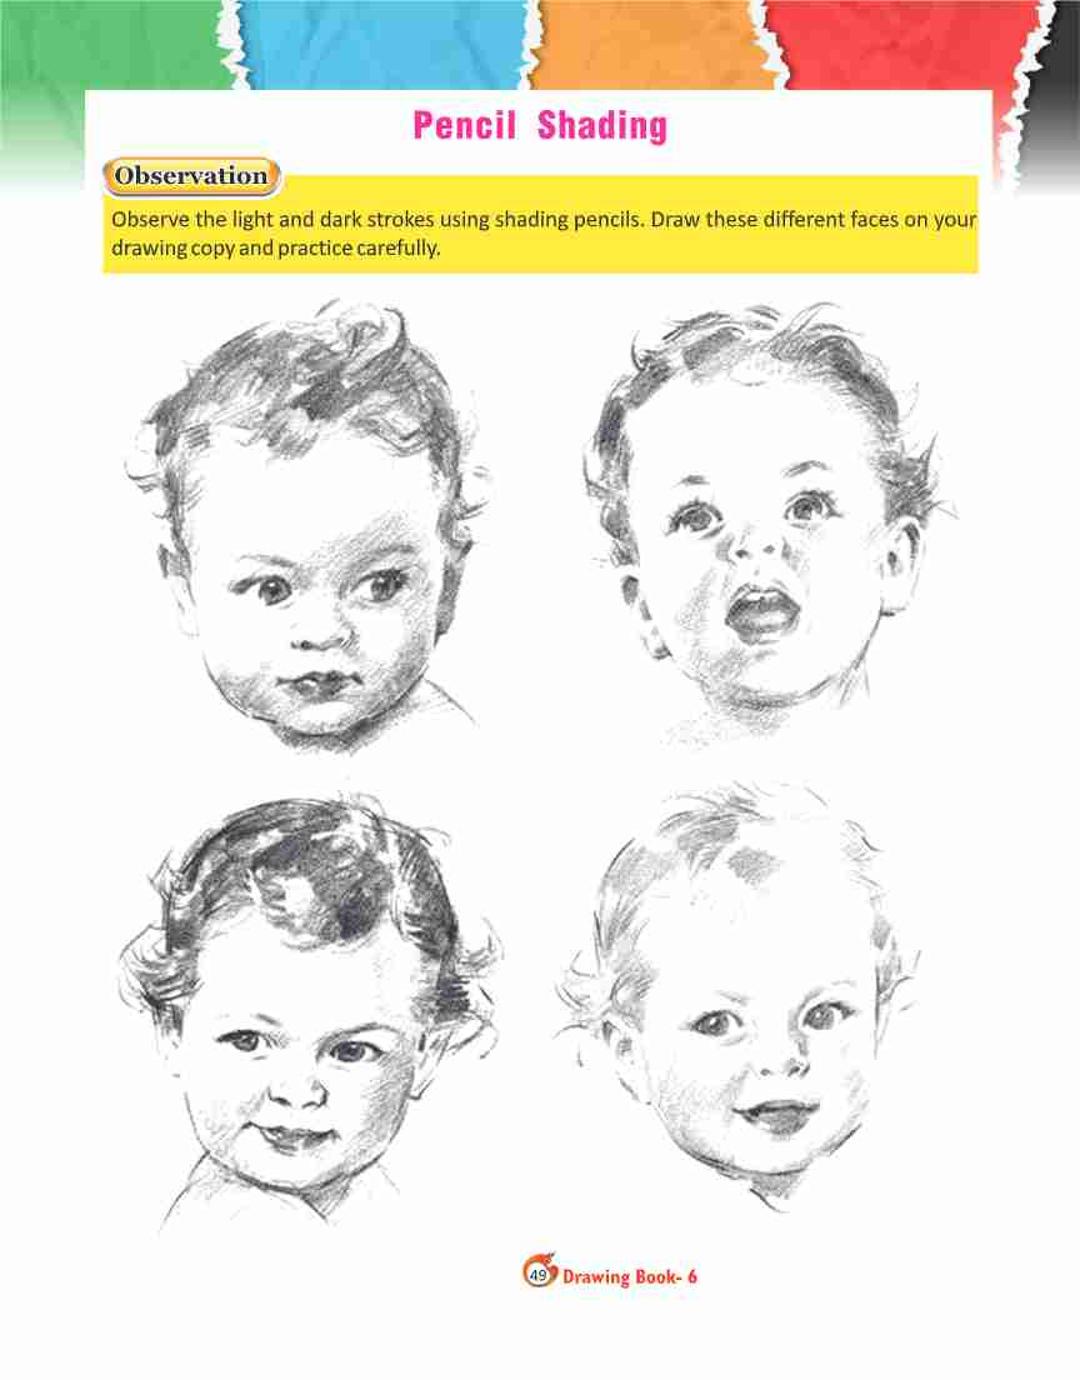 Pencil Shading
Observation
Observe the light and dark strokes using shading pencils. Draw these different faces on your
drawing copy and practice carefully.
49 Drawing Book- 6